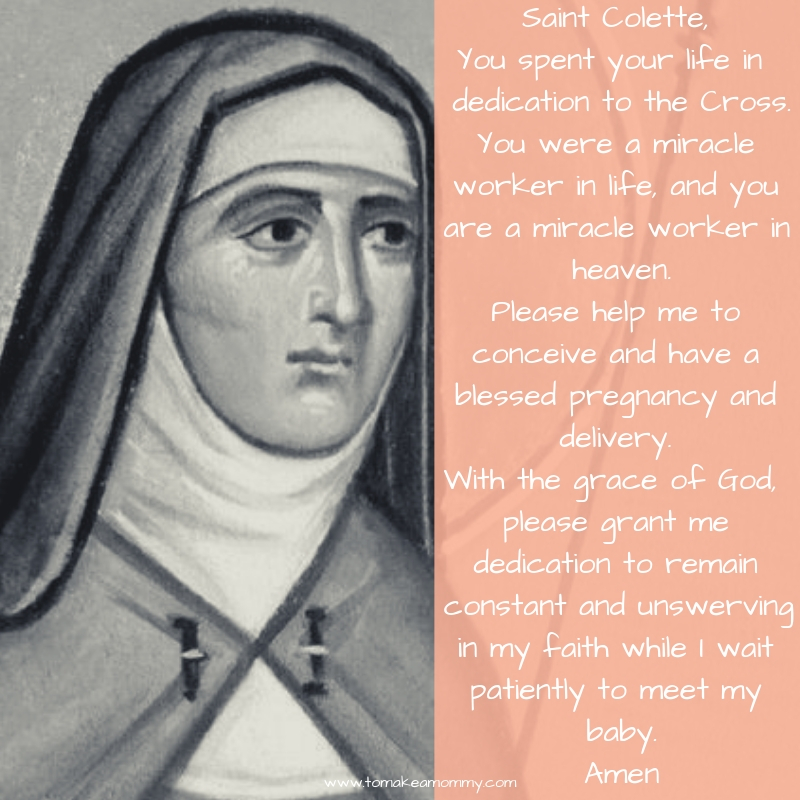 Saint Colette,
You spent your life in
dedication to the Cross.
You were a miracle
worker in life, and you
are a miracle worker in
heaven.
Please help me to
conceive and have a
blessed pregnancy and
delivery.
With the grace of God,
please grant me
dedication to remain
constant and unswerving
in my faith while I wait
patiently to meet my
baby.
Amen
www.tomakeamommy.com